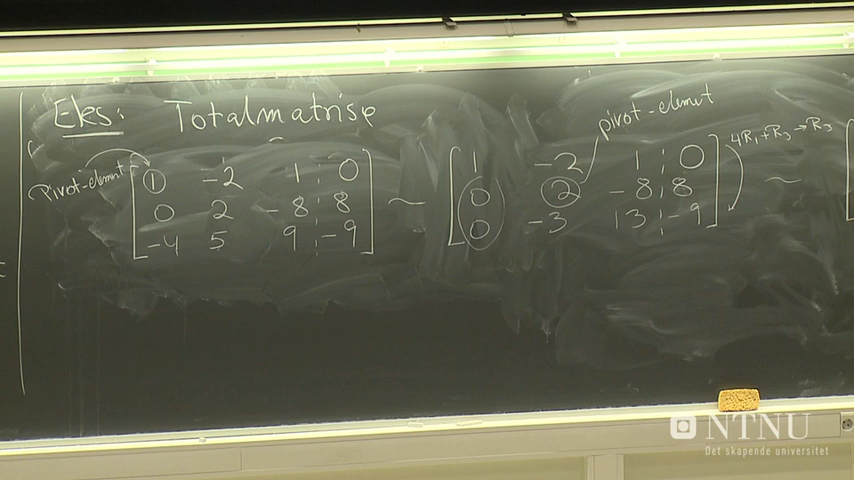 Eks: Totalmatrise
pivot-element
Pivot-element
1 -2 1 0
0 2 -8 8
-4 5 9 -9
~
1 -2 1 0
0 2 -8 8
0 -3 13 -9
4R₁+R₃→R₃
~
NTNU
Det skapende universitet